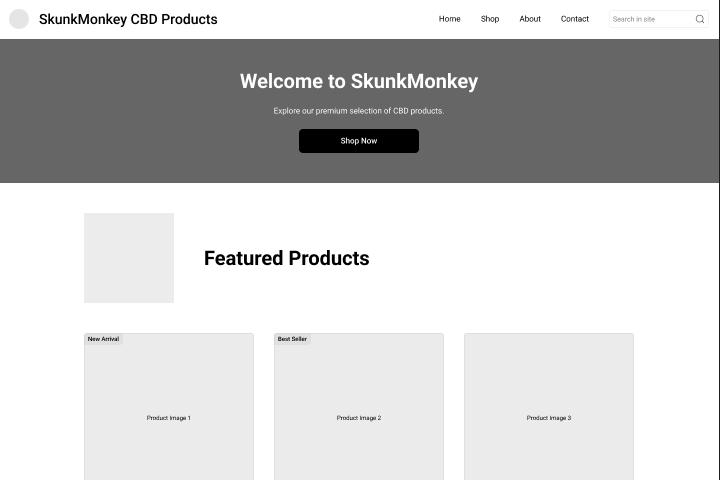 SkunkMonkey CBD Products
Home Shop About Contact Search in site
Welcome to SkunkMonkey
Explore our premium selection of CBD products.
Shop Now
Featured Products
New Arrival
Best Seller
Product Image 1
Product Image 2
Product Image 3